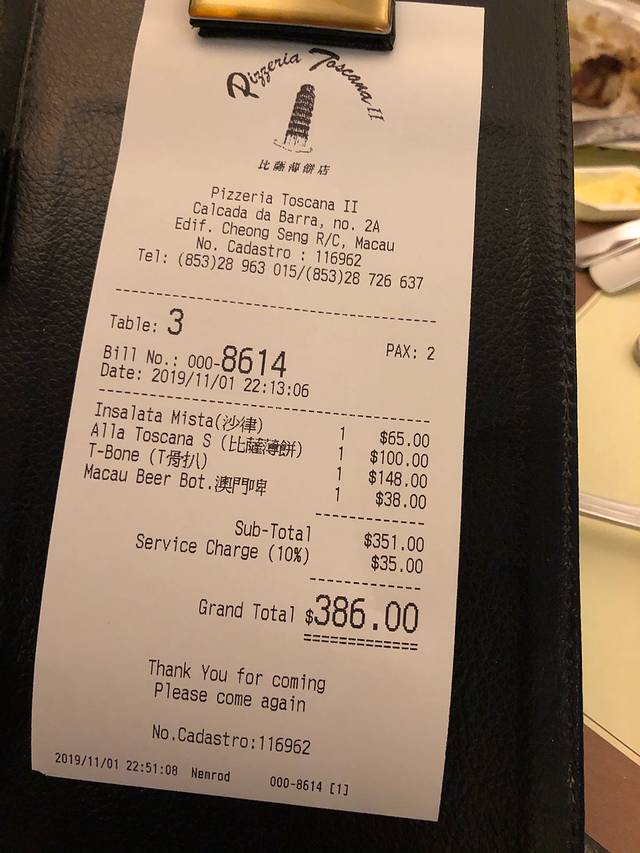 Pizzeria Toscana II
比薩薄餅店
Pizzeria Toscana II
Calcada da Barra, no. 2A
Edif. Cheong Seng R/C, Macau
No. Cadastro : 116962
Tel: (853)28 963 015/(853)28 726 637
Table: 3 PAX: 2
Bill No.: 000-8614
Date: 2019/11/01 22:13:06
Insalata Mista(沙律) 1 $65.00
Alla Toscana S (比薩薄餅) 1 $100.00
T-Bone (T骨扒) 1 $148.00
Macau Beer Bot.澳門啤 1 $38.00
Sub-Total $351.00
Service Charge (10%) $35.00
Grand Total $386.00
Thank You for coming
Please come again
No.Cadastro:116962
2019/11/01 22:51:08 Nemrod 000-8614 [1]